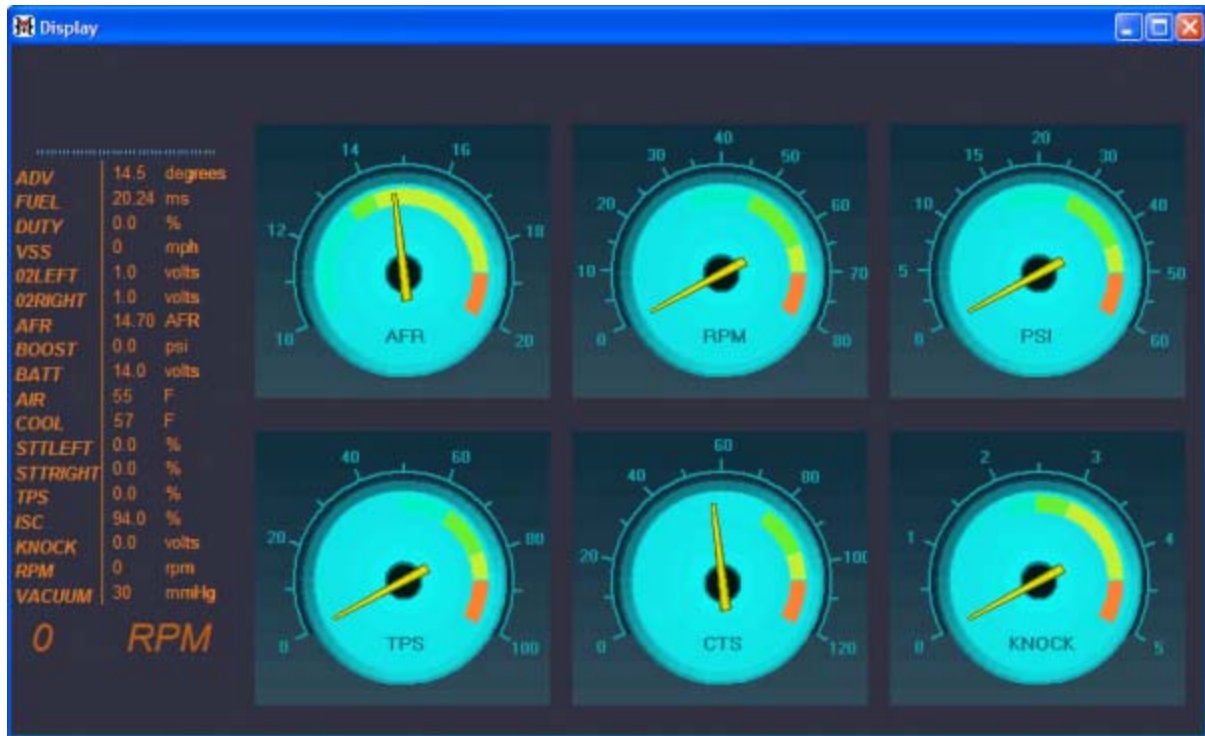 Display
ADV 14.5 degrees
FUEL 20.24 ms
DUTY 0.0 %
VSS 0 mph
02LEFT 1.0 volts
02RIGHT 1.0 volts
AFR 14.70 AFR
BOOST 0.0 psi
BATT 14.0 volts
AIR 55 F
COOL 57 F
STTLEFT 0.0 %
STTRIGHT 0.0 %
TPS 0.0 %
ISC 94.0 %
KNOCK 0.0 volts
RPM 0 rpm
VACUUM 30 mmHg
0 RPM
10 12 14 16 18 20
AFR
0 10 20 30 40 50 60 70 80
RPM
0 5 10 15 20 30 40 50 60
PSI
0 20 40 60 80 100
TPS
0 20 40 60 80 100 120
CTS
0 1 2 3 4 5
KNOCK